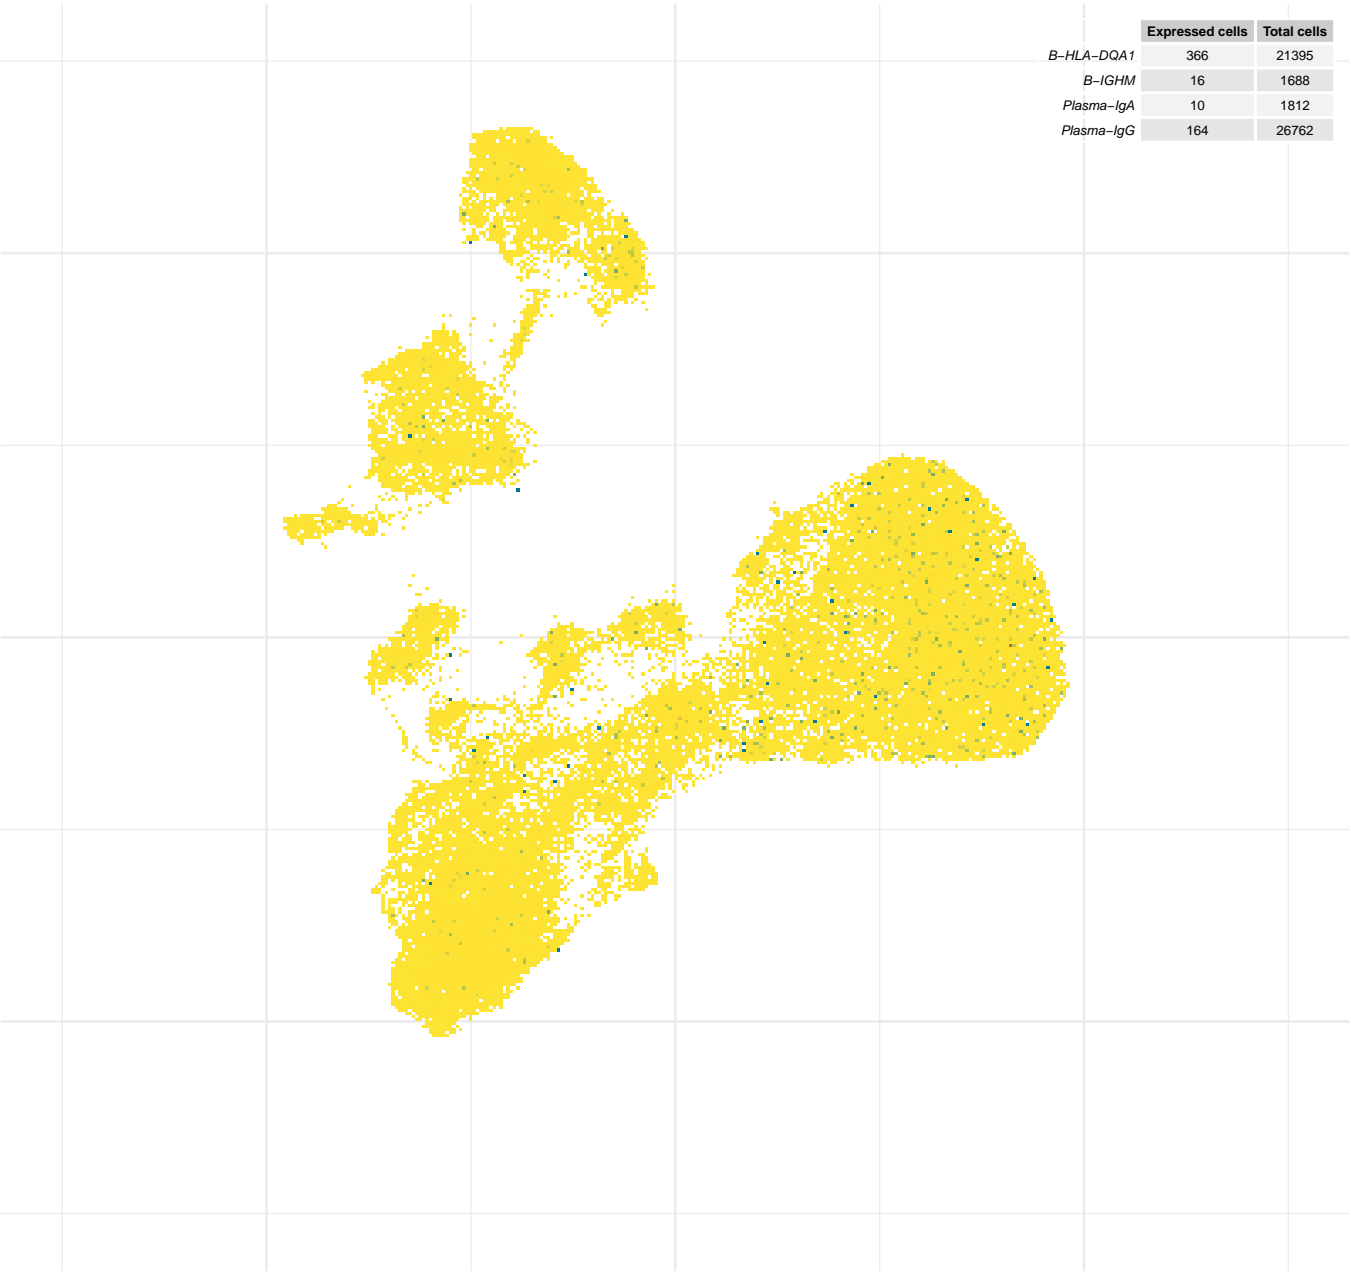 Expressed cells Total cells
B−HLA−DQA1 366 21395
B−IGHM 16 1688
Plasma−IgA 10 1812
Plasma−IgG 164 26762